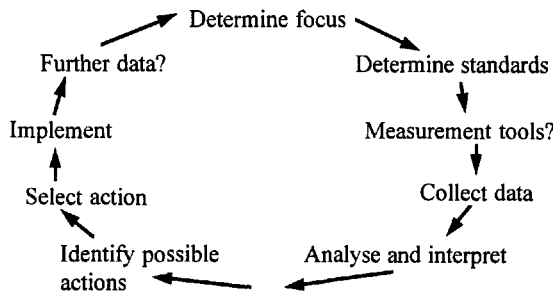 Determine focus
Further data?
Determine standards
Implement
Measurement tools?
Select action
Collect data
Identify possible
actions
Analyse and interpret